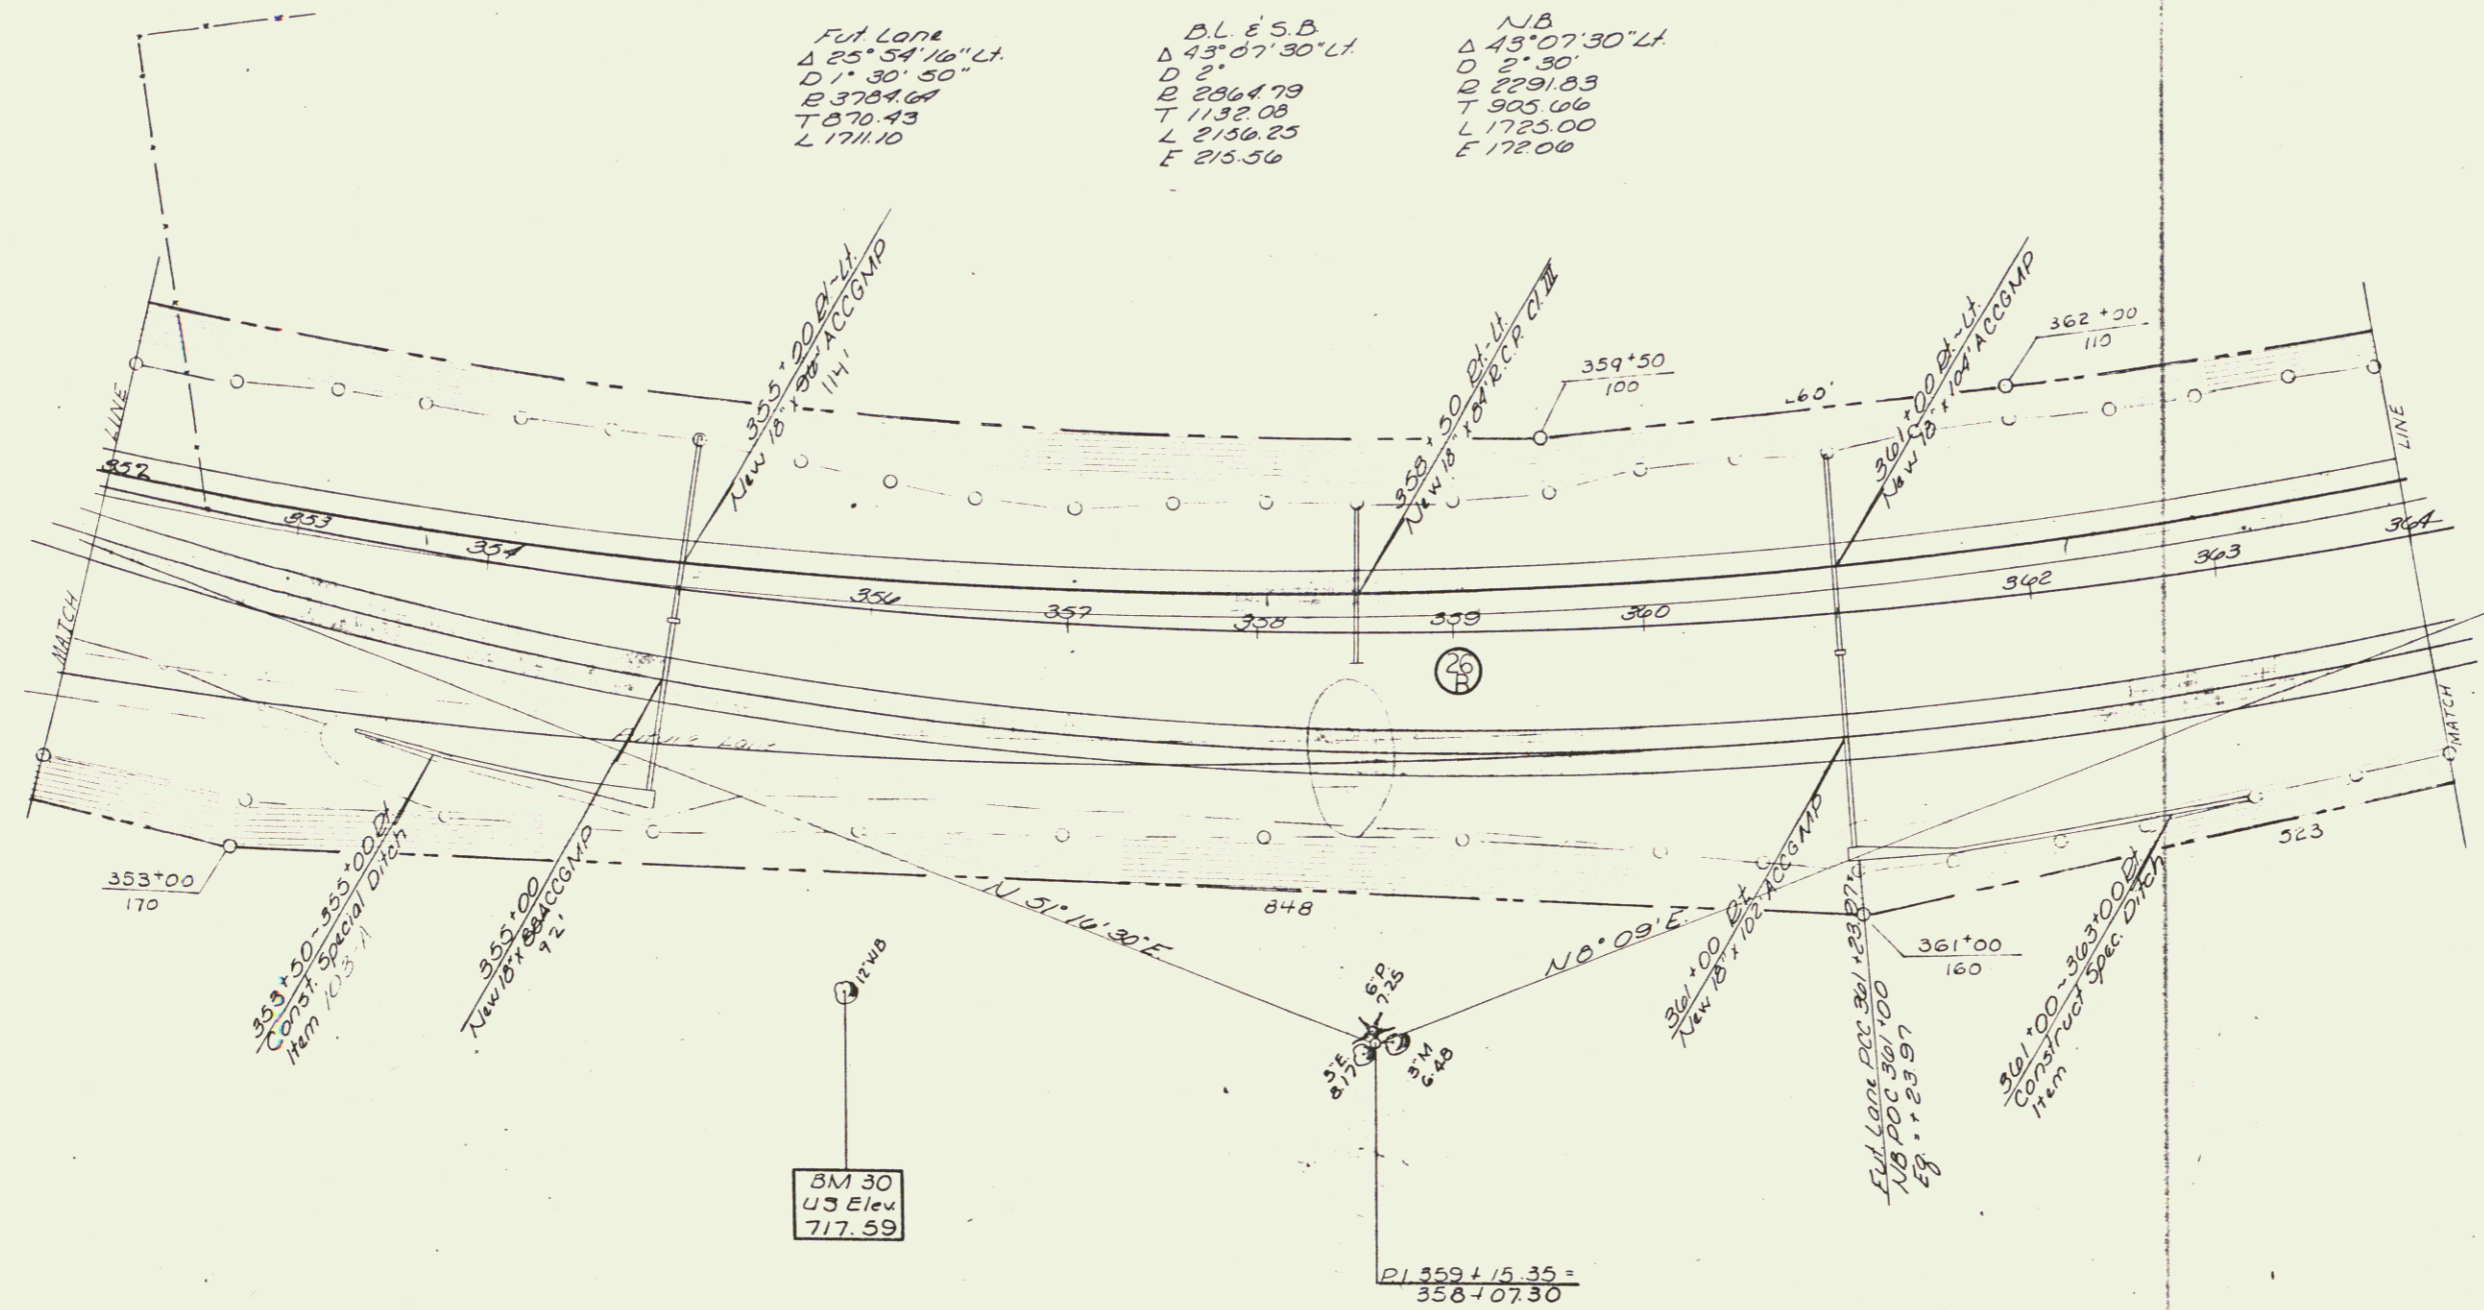 Fut. Lane
Δ 25° 54' 16" Lt.
D 1° 30' 50"
R 3784.64
T 870.43
L 1711.10
B.L. & S.B.
Δ 43° 07' 30" Lt.
D 2°
R 2864.79
T 1132.08
L 2156.25
E 215.56
N.B.
Δ 43° 07' 30" Lt.
D 2° 30'
R 2291.83
T 905.66
L 1725.00
E 172.06
355+20 Rt.-Lt.
New 18" x 96' ACCGMP
114'
358+50 Rt.-Lt.
New 18" x 84' R.C.P. Cl. III
361+00 Rt.-Lt.
New 18" x 104' ACCGMP
359+50
100
60'
362+00
110
LINE
LINE
MATCH
MATCH
352
353
354
356
357
358
359
360
362
363
364
26
B
Future Lane
353+00
170
353+50-355+00 Rt.
Const. Special Ditch
Item 103-A
355+00
New 18" x 88 ACCGMP
92'
848
523
N 51° 16' 30" E
N 8° 09' E.
361+00 Rt.
New 18" x 102' ACCGMP
361+00
160
Fut. Lane PCC 361+23.97=
NB POC 361+00
Eq. = +23.97
361+00-363+00 Rt.
Construct Spec. Ditch
Item
12" WB
BM 30
US Elev.
717.59
6" P.
7.25
5" E.
8.17
3" M
6.48
P.I. 359+15.35 =
358+07.30